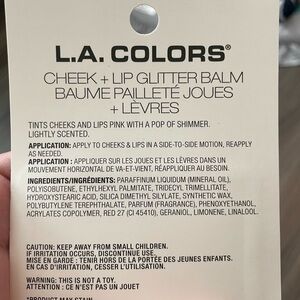 L.A. COLORS®
CHEEK + LIP GLITTER BALM
BAUME PAILLETÉ JOUES
+ LÈVRES
TINTS CHEEKS AND LIPS PINK WITH A POP OF SHIMMER.
LIGHTLY SCENTED.
APPLICATION: APPLY TO CHEEKS & LIPS IN A SIDE-TO-SIDE MOTION, REAPPLY
AS NEEDED.
APPLICATION : APPLIQUER SUR LES JOUES ET LES LÈVRES DANS UN
MOUVEMENT HORIZONTAL DE VA-ET-VIENT, RÉAPPLIQUER AU BESOIN.
INGREDIENTS/INGRÉDIENTS: PARAFFINUM LIQUIDUM (MINERAL OIL),
POLYISOBUTENE, ETHYLHEXYL PALMITATE, TRIDECYL TRIMELLITATE,
HYDROXYSTEARIC ACID, SILICA DIMETHYL SILYLATE, SYNTHETIC WAX,
POLYBUTYLENE TEREPHTHALATE, PARFUM (FRAGRANCE), PHENOXYETHANOL,
ACRYLATES COPOLYMER, RED 27 (CI 45410), GERANIOL, LIMONENE, LINALOOL.
CAUTION: KEEP AWAY FROM SMALL CHILDREN.
IF IRRITATION OCCURS, DISCONTINUE USE.
MISE EN GARDE : TENIR HORS DE LA PORTÉE DES JEUNES ENFANTS.
EN CAS D'IRRITATION, CESSER L'UTILISATION.
WARNING: THIS IS NOT A TOY.
ATTENTION : CE N'EST PAS UN JOUET
*PRODUCT MAY STAIN